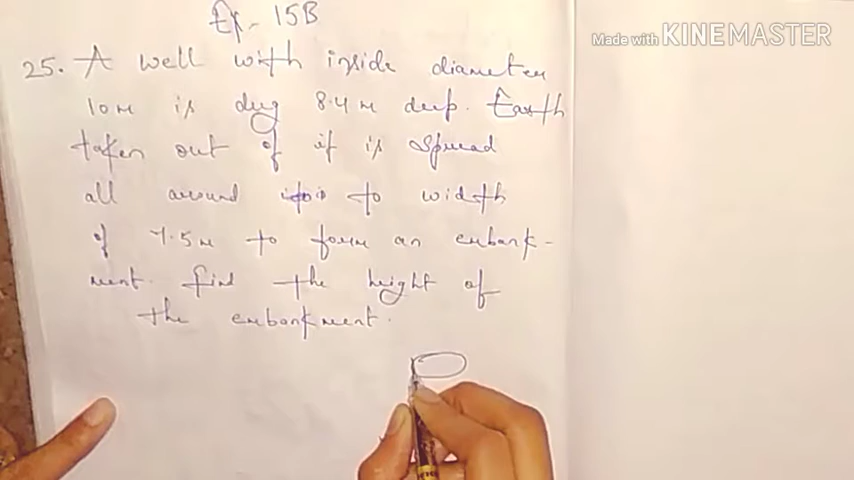 Ex- 15B
Made with KINEMASTER
25. A well with inside diameter
10 m is dug 8.4 m deep. Earth
taken out of it is spread
all around to width
of 7.5 m to form an embank-
ment. find the height of
the embankment.